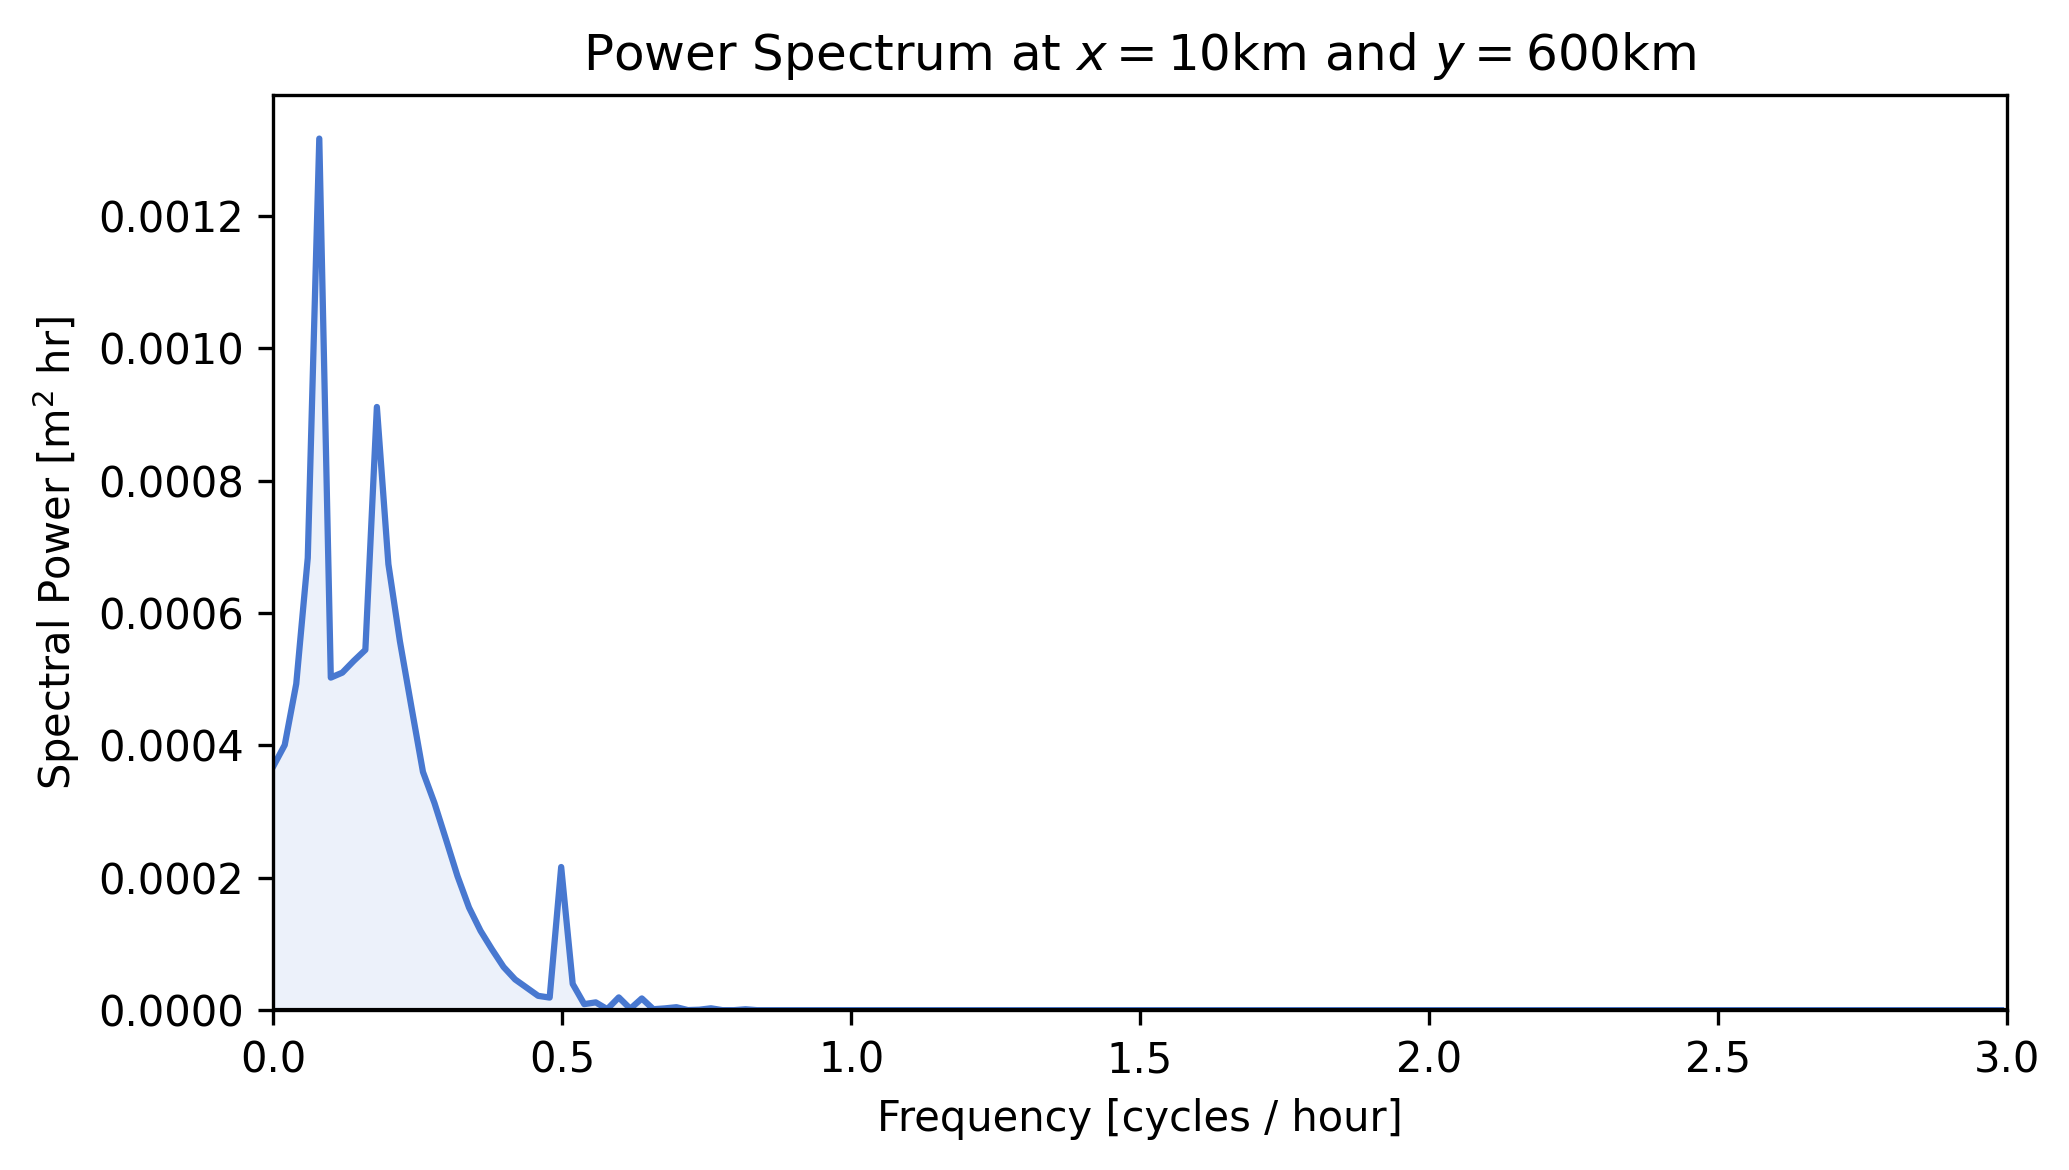 Power Spectrum at x = 10km and y = 600km
Spectral Power [m² hr]
0.0012
0.0010
0.0008
0.0006
0.0004
0.0002
0.0000
0.0 0.5 1.0 1.5 2.0 2.5 3.0
Frequency [cycles / hour]